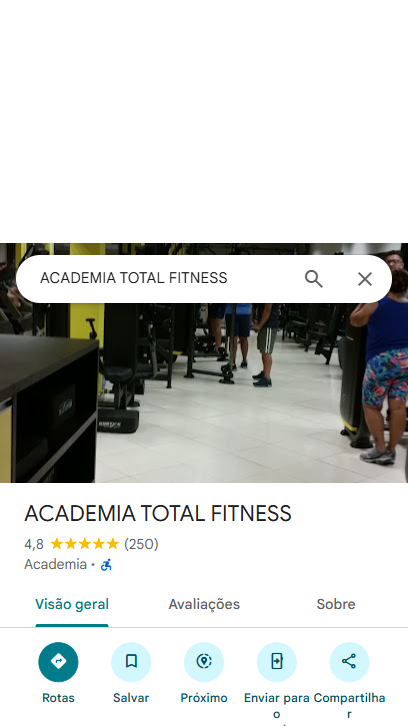 ACADEMIA TOTAL FITNESS
ACADEMIA TOTAL FITNESS
4,8 (250)
Academia ·
Visão geral Avaliações Sobre
Rotas Salvar Próximo Enviar para Compartilha
o r